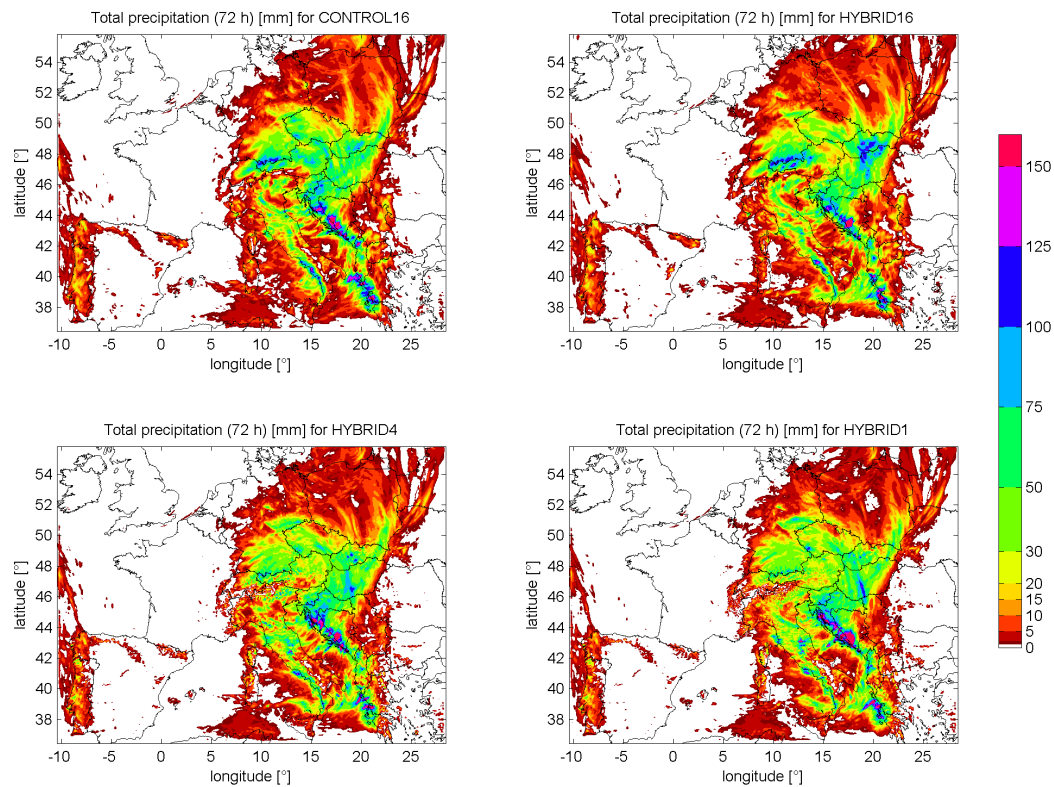 Total precipitation (72 h) [mm] for CONTROL16
Total precipitation (72 h) [mm] for HYBRID16
latitude [°]
54
52
50
48
46
44
42
40
38
-10 -5 0 5 10 15 20 25
longitude [°]
latitude [°]
54
52
50
48
46
44
42
40
38
-10 -5 0 5 10 15 20 25
longitude [°]
150
125
100
75
50
30
20
15
10
5
0
Total precipitation (72 h) [mm] for HYBRID4
Total precipitation (72 h) [mm] for HYBRID1
latitude [°]
54
52
50
48
46
44
42
40
38
-10 -5 0 5 10 15 20 25
longitude [°]
latitude [°]
54
52
50
48
46
44
42
40
38
-10 -5 0 5 10 15 20 25
longitude [°]